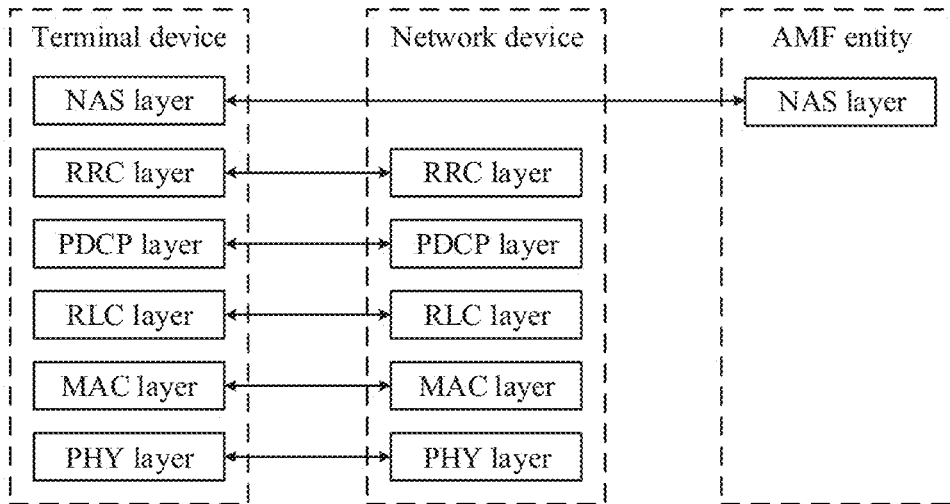 Terminal device Network device AMF entity
NAS layer NAS layer
RRC layer RRC layer
PDCP layer PDCP layer
RLC layer RLC layer
MAC layer MAC layer
PHY layer PHY layer